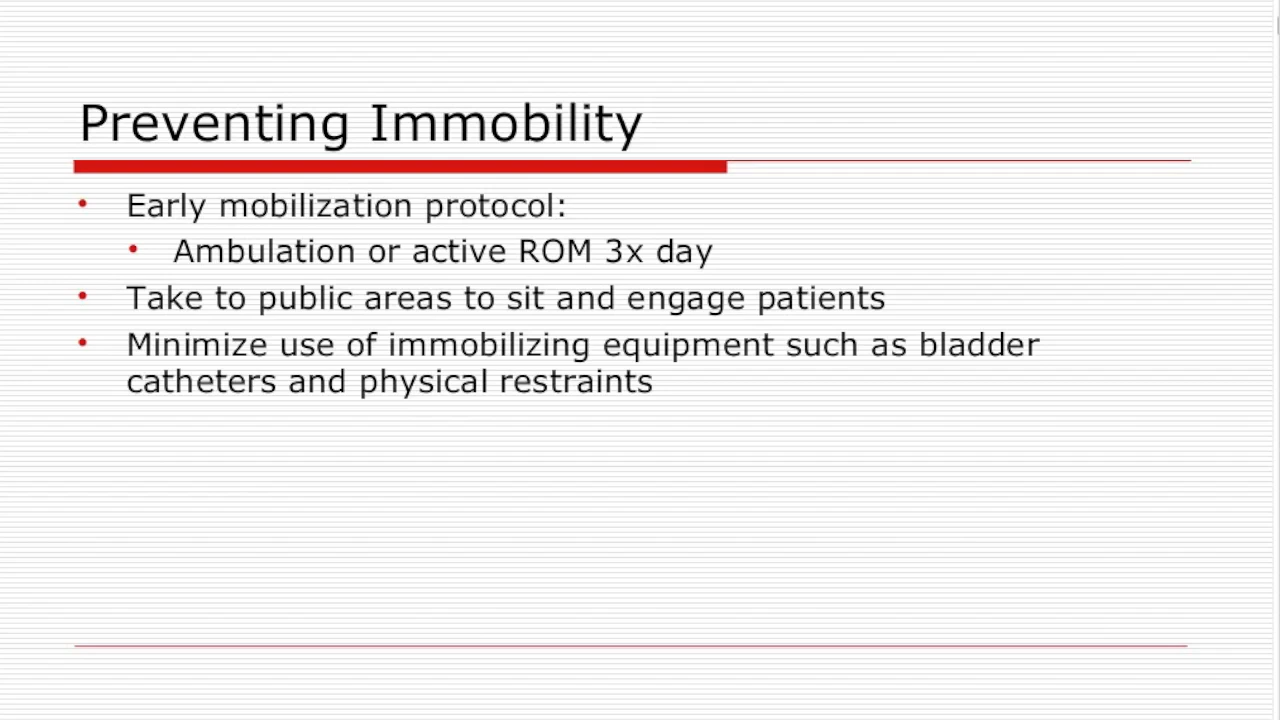 Preventing Immobility
• Early mobilization protocol:
• Ambulation or active ROM 3x day
• Take to public areas to sit and engage patients
• Minimize use of immobilizing equipment such as bladder
catheters and physical restraints